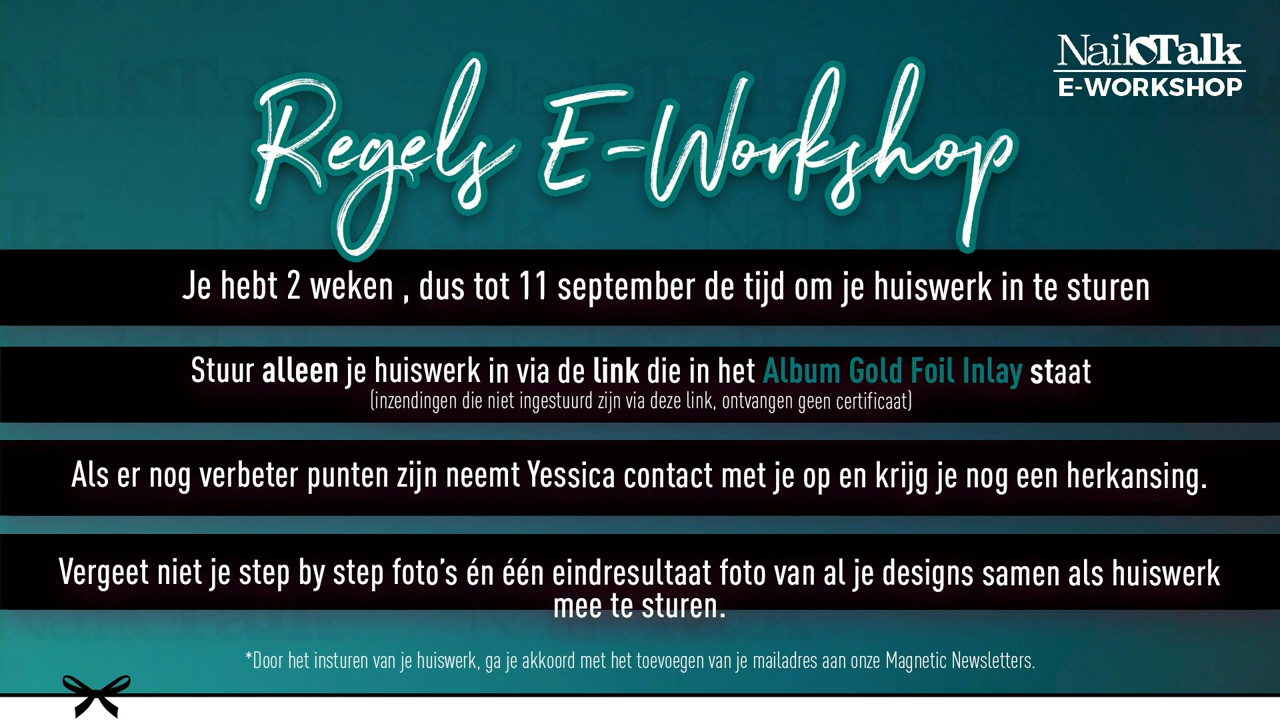 NailTalk
E-WORKSHOP
Regels E-Workshop
Je hebt 2 weken , dus tot 11 september de tijd om je huiswerk in te sturen
Stuur alleen je huiswerk in via de link die in het Album Gold Foil Inlay staat
(inzendingen die niet ingestuurd zijn via deze link, ontvangen geen certificaat)
Als er nog verbeter punten zijn neemt Yessica contact met je op en krijg je nog een herkansing.
Vergeet niet je step by step foto's én één eindresultaat foto van al je designs samen als huiswerk
mee te sturen.
*Door het insturen van je huiswerk, ga je akkoord met het toevoegen van je mailadres aan onze Magnetic Newsletters.